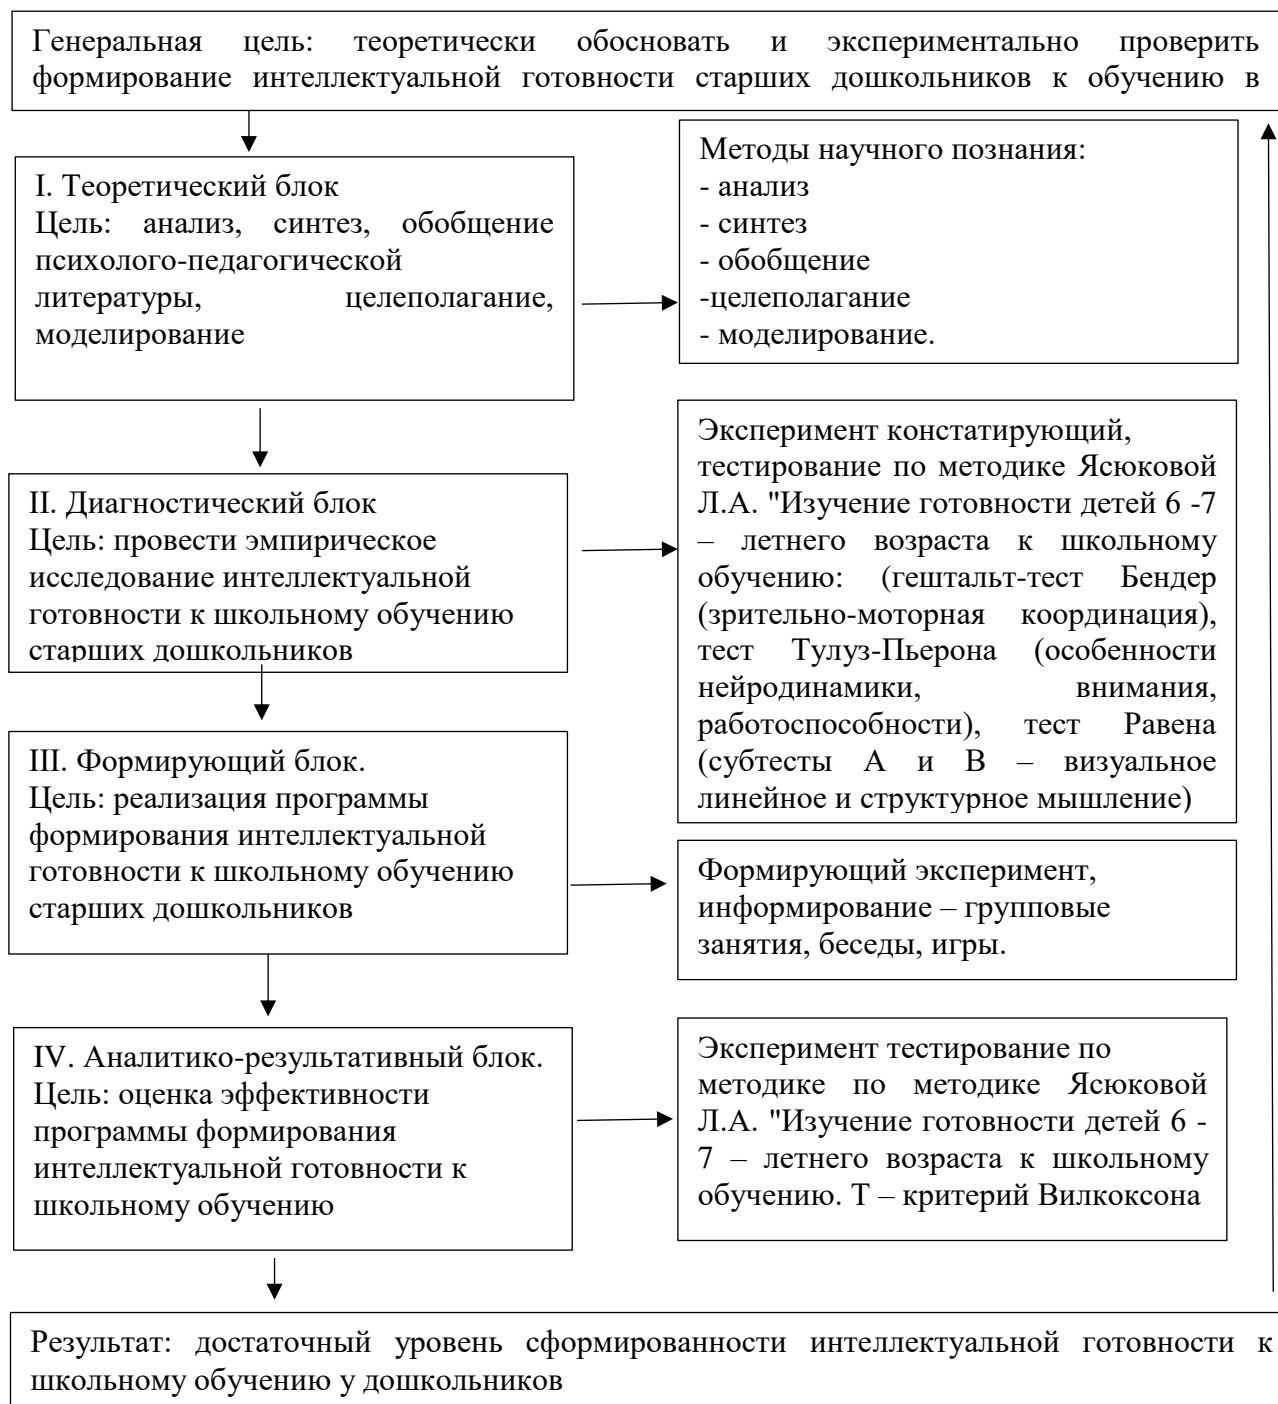 Генеральная цель: теоретически обосновать и экспериментально проверить
формирование интеллектуальной готовности старших дошкольников к обучению в
I. Теоретический блок
Цель: анализ, синтез, обобщение
психолого-педагогической
литературы, целеполагание,
моделирование
Методы научного познания:
- анализ
- синтез
- обобщение
-целеполагание
- моделирование.
II. Диагностический блок
Цель: провести эмпирическое
исследование интеллектуальной
готовности к школьному обучению
старших дошкольников
Эксперимент констатирующий,
тестирование по методике Ясюковой
Л.А. "Изучение готовности детей 6 -7
– летнего возраста к школьному
обучению: (гештальт-тест Бендер
(зрительно-моторная координация),
тест Тулуз-Пьерона (особенности
нейродинамики, внимания,
работоспособности), тест Равена
(субтесты А и В – визуальное
линейное и структурное мышление)
III. Формирующий блок.
Цель: реализация программы
формирования интеллектуальной
готовности к школьному обучению
старших дошкольников
Формирующий эксперимент,
информирование – групповые
занятия, беседы, игры.
IV. Аналитико-результативный блок.
Цель: оценка эффективности
программы формирования
интеллектуальной готовности к
школьному обучению
Эксперимент тестирование по
методике по методике Ясюковой
Л.А. "Изучение готовности детей 6 -
7 – летнего возраста к школьному
обучению. Т – критерий Вилкоксона
Результат: достаточный уровень сформированности интеллектуальной готовности к
школьному обучению у дошкольников